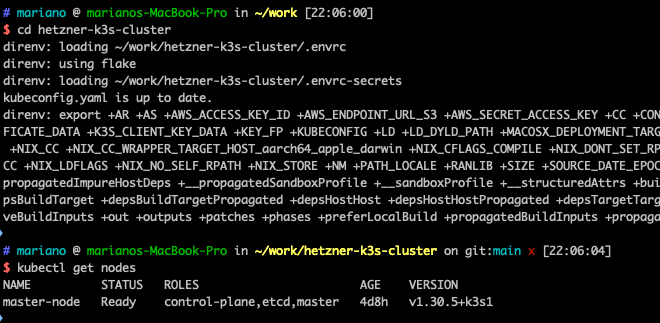 # mariano @ marianos-MacBook-Pro in ~/work [22:06:00]
$ cd hetzner-k3s-cluster
direnv: loading ~/work/hetzner-k3s-cluster/.envrc
direnv: using flake
direnv: loading ~/work/hetzner-k3s-cluster/.envrc-secrets
kubeconfig.yaml is up to date.
direnv: export +AR +AS +AWS_ACCESS_KEY_ID +AWS_ENDPOINT_URL_S3 +AWS_SECRET_ACCESS_KEY +CC +CON
FICATE_DATA +K3S_CLIENT_KEY_DATA +KEY_FP +KUBECONFIG +LD +LD_DYLD_PATH +MACOSX_DEPLOYMENT_TARG
+NIX_CC +NIX_CC_WRAPPER_TARGET_HOST_aarch64_apple_darwin +NIX_CFLAGS_COMPILE +NIX_DONT_SET_RP
CC +NIX_LDFLAGS +NIX_NO_SELF_RPATH +NIX_STORE +NM +PATH_LOCALE +RANLIB +SIZE +SOURCE_DATE_EPOC
propagatedImpureHostDeps +__propagatedSandboxProfile +__sandboxProfile +__structuredAttrs +bui
psBuildTarget +depsBuildTargetPropagated +depsHostHost +depsHostHostPropagated +depsTargetTarg
veBuildInputs +out +outputs +patches +phases +preferLocalBuild +propagatedBuildInputs +propaga
# mariano @ marianos-MacBook-Pro in ~/work/hetzner-k3s-cluster on git:main x [22:06:04]
$ kubectl get nodes
NAME STATUS ROLES AGE VERSION
master-node Ready control-plane,etcd,master 4d8h v1.30.5+k3s1